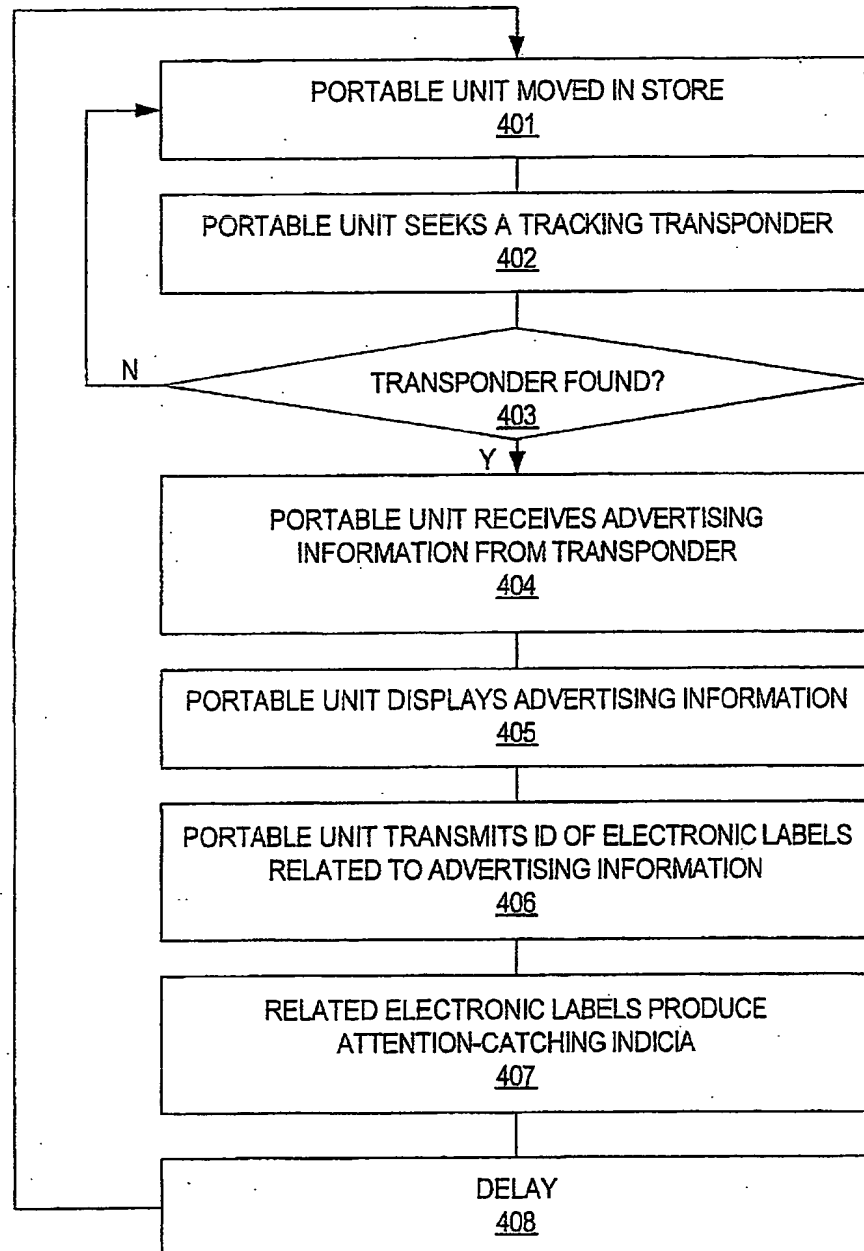 PORTABLE UNIT MOVED IN STORE
401
PORTABLE UNIT SEEKS A TRACKING TRANSPONDER
402
N
TRANSPONDER FOUND?
403
Y
PORTABLE UNIT RECEIVES ADVERTISING
INFORMATION FROM TRANSPONDER
404
PORTABLE UNIT DISPLAYS ADVERTISING INFORMATION
405
PORTABLE UNIT TRANSMITS ID OF ELECTRONIC LABELS
RELATED TO ADVERTISING INFORMATION
406
RELATED ELECTRONIC LABELS PRODUCE
ATTENTION-CATCHING INDICIA
407
DELAY
408